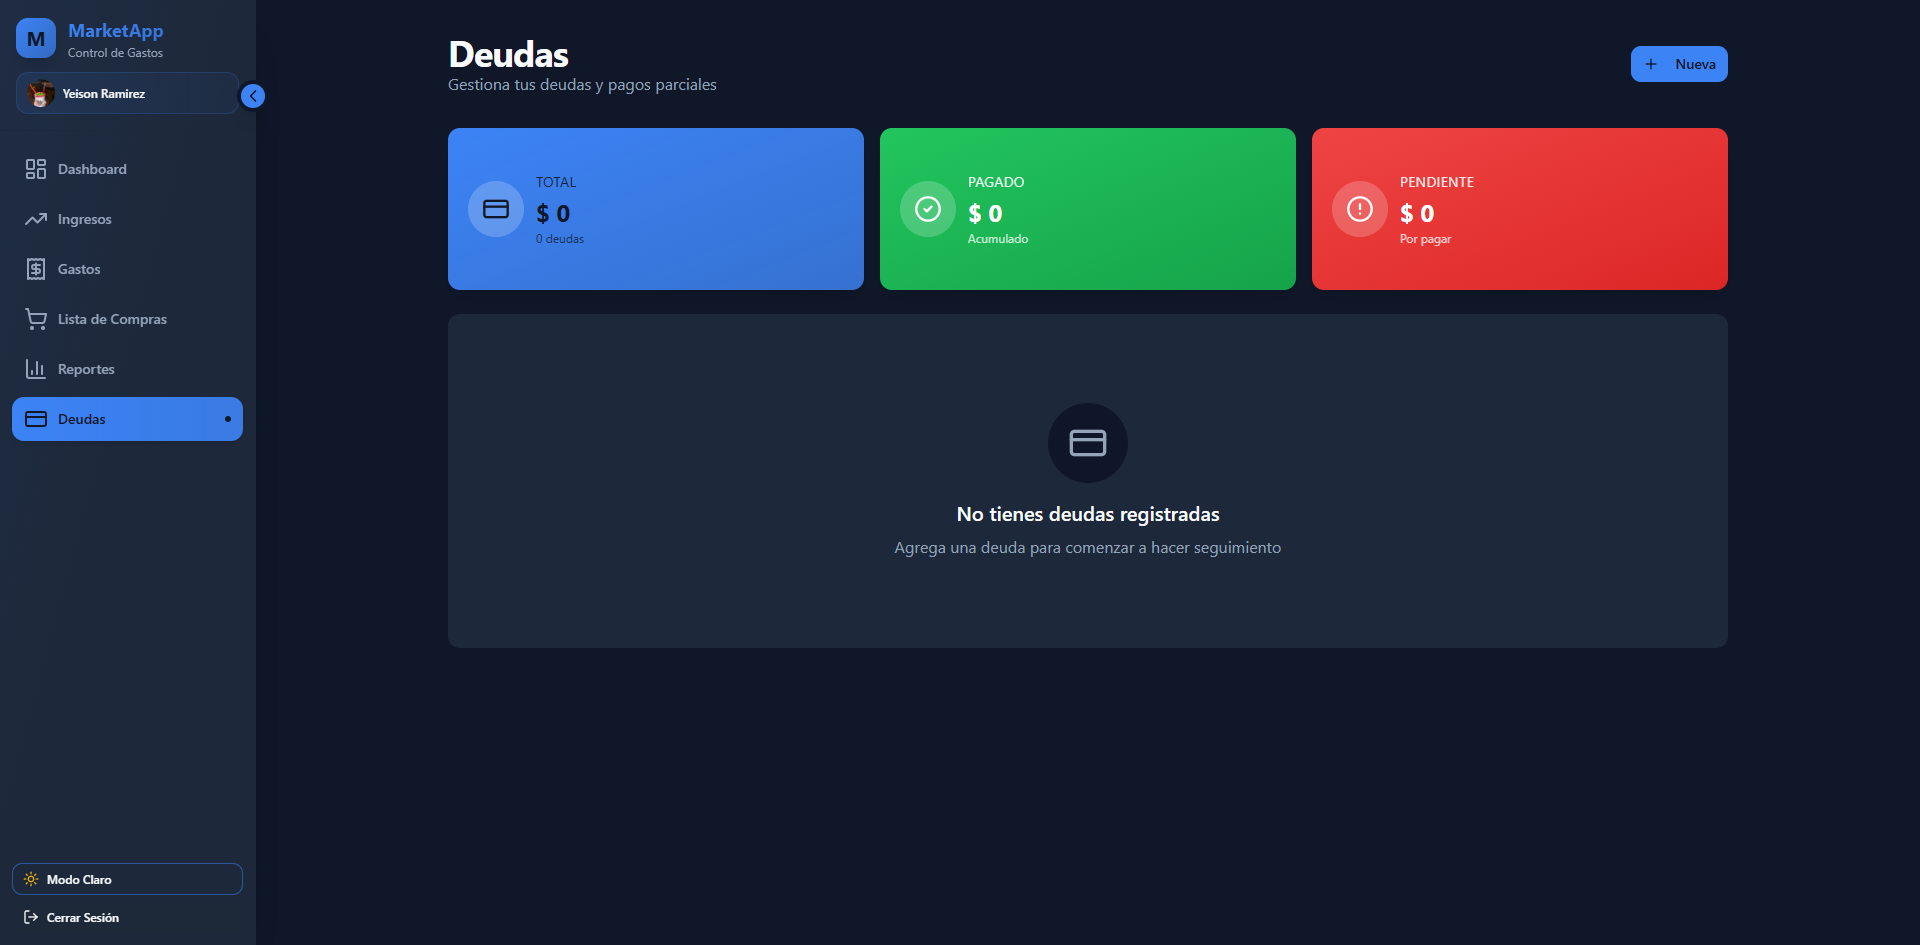 M
MarketApp
Control de Gastos
Yeison Ramirez
Dashboard
Ingresos
Gastos
Lista de Compras
Reportes
Deudas
Modo Claro
Cerrar Sesión
Deudas
Gestiona tus deudas y pagos parciales
+ Nueva
TOTAL
$ 0
0 deudas
PAGADO
$ 0
Acumulado
PENDIENTE
$ 0
Por pagar
No tienes deudas registradas
Agrega una deuda para comenzar a hacer seguimiento